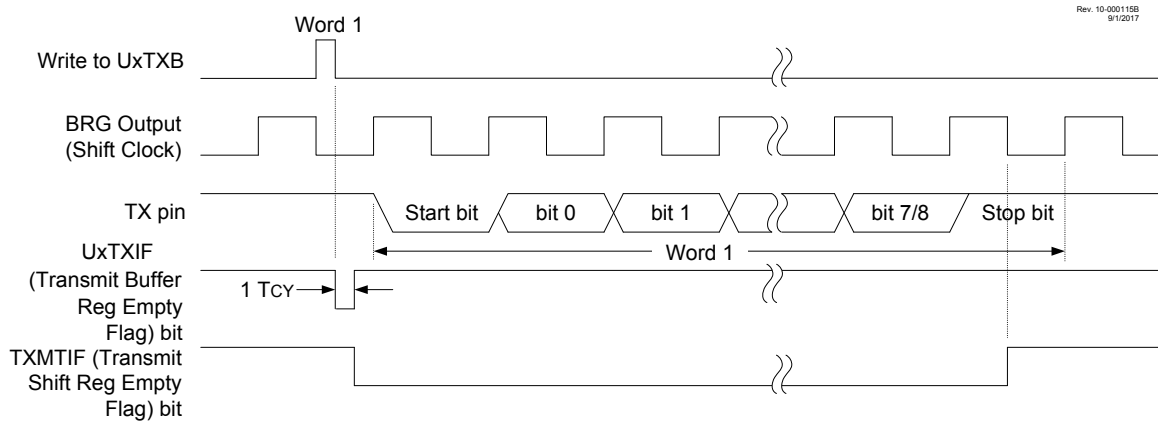 Rev. 10-000115B
9/1/2017
Word 1
Write to UxTXB
BRG Output
(Shift Clock)
TX pin
Start bit
bit 0
bit 1
bit 7/8
Stop bit
Word 1
UxTXIF
(Transmit Buffer
Reg Empty
Flag) bit
1 TCY
TXMTIF (Transmit
Shift Reg Empty
Flag) bit